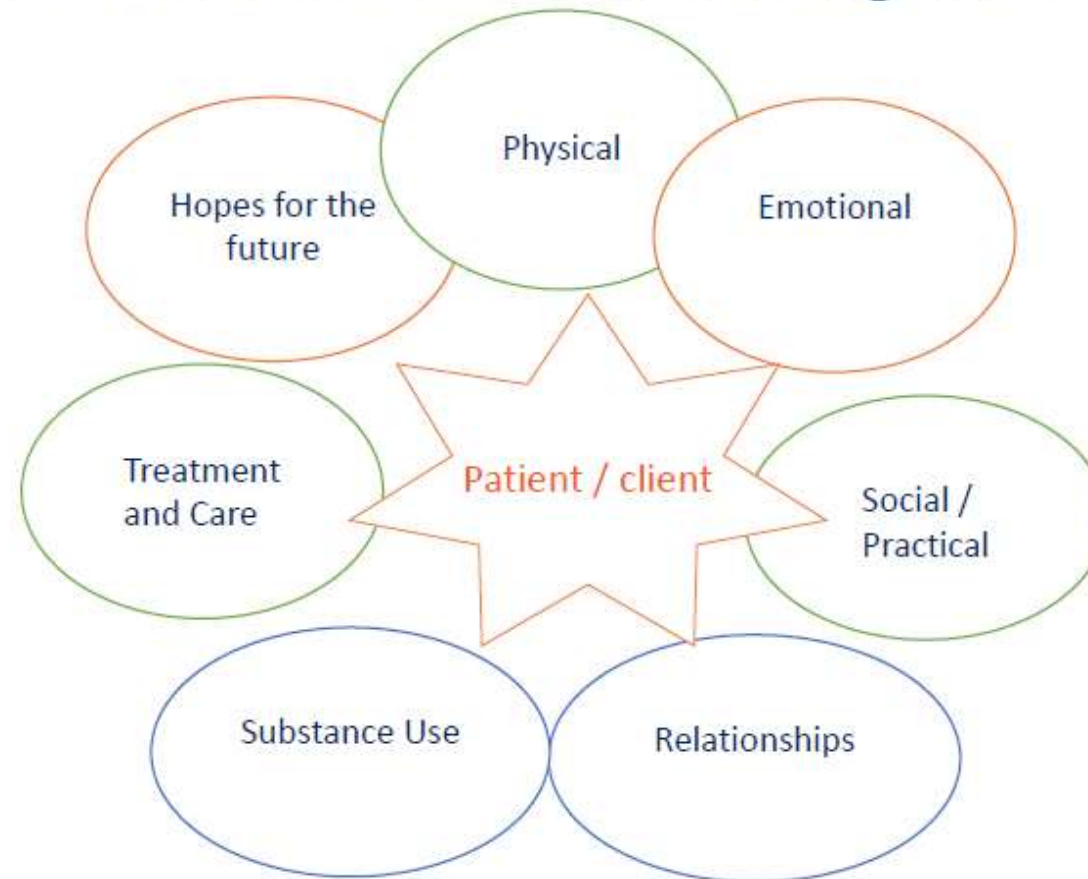 Physical
Emotional
Hopes for the
future
Patient / client
Treatment
and Care
Social /
Practical
Substance Use
Relationships